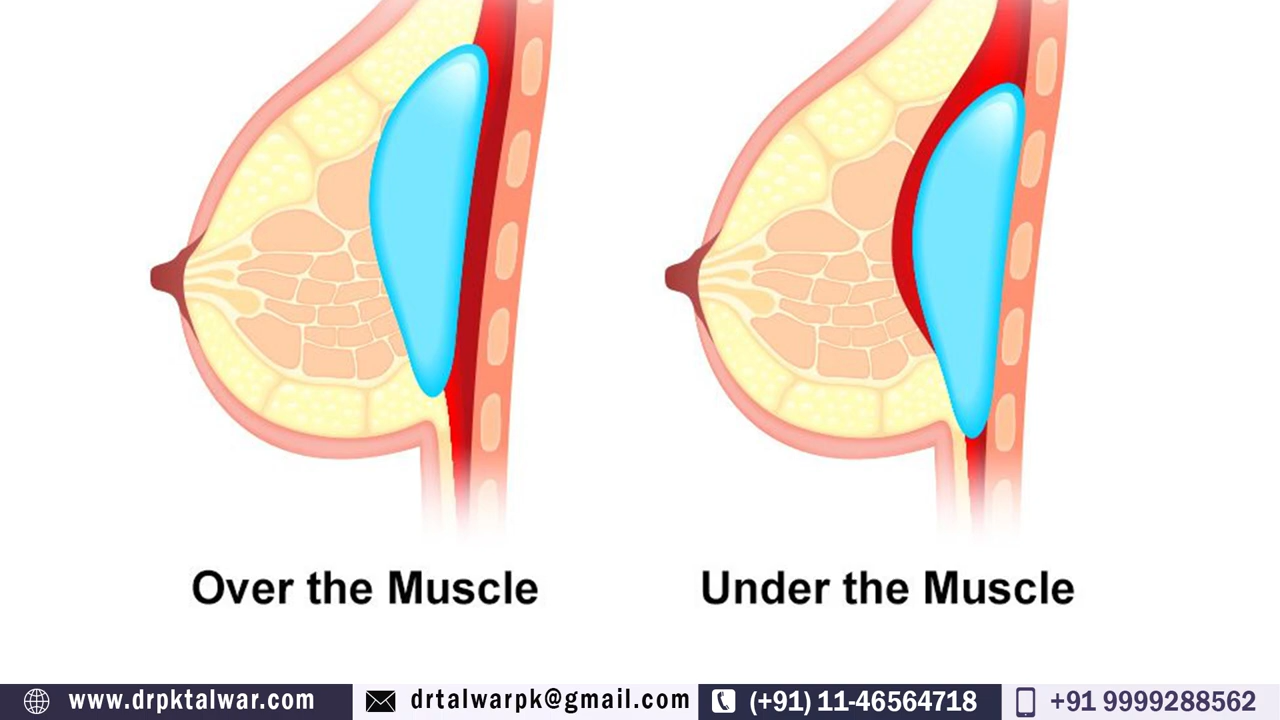 Over the Muscle
Under the Muscle
www.drpktalwar.com
drtalwarpk@gmail.com
(+91) 11-46564718
+91 9999288562